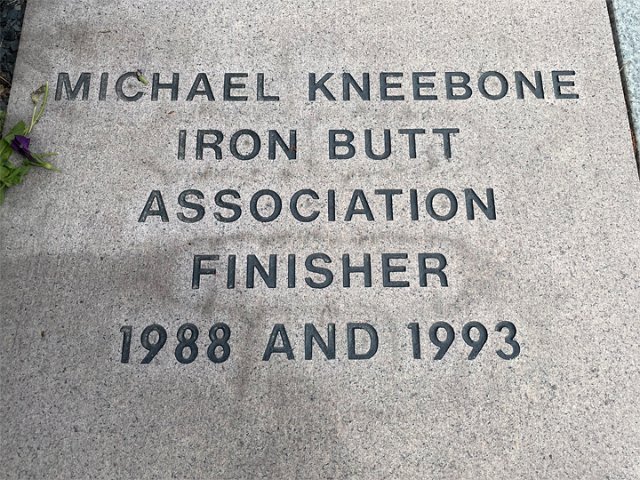 MICHAEL KNEEBONE
IRON BUTT
ASSOCIATION
FINISHER
1988 AND 1993